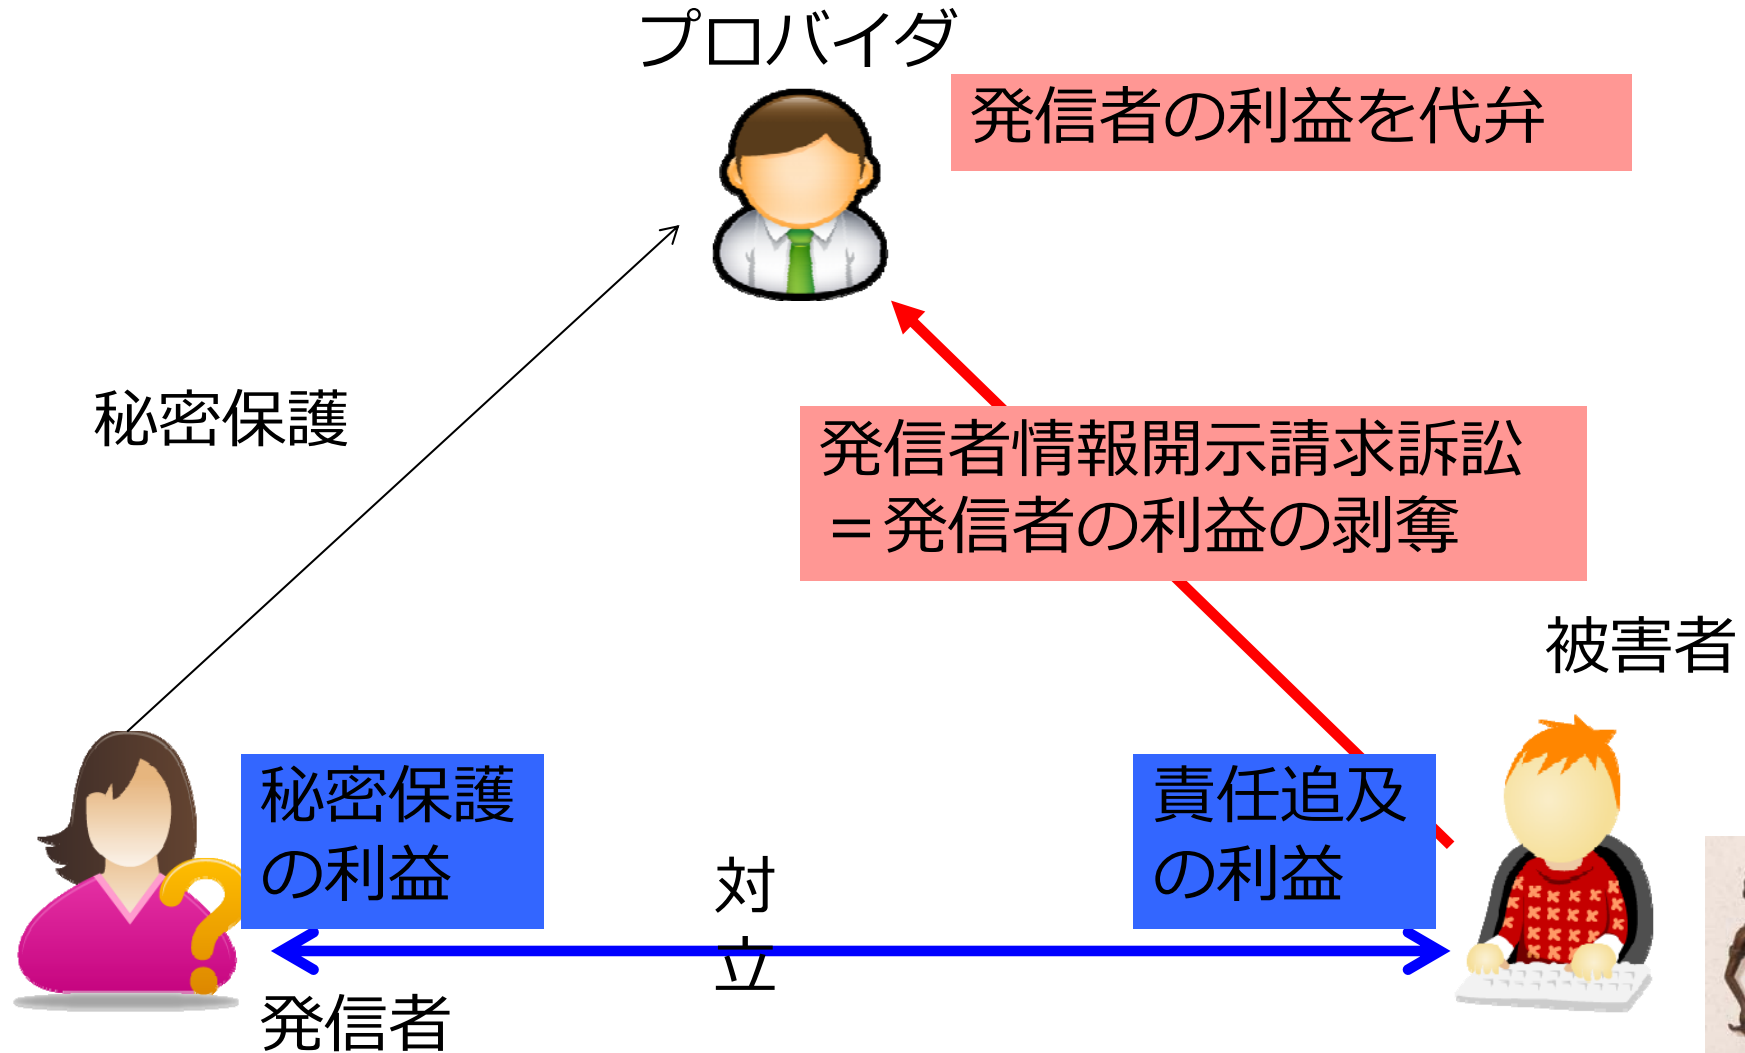 プロバイダ
発信者の利益を代弁
秘密保護
発信者情報開示請求訴訟
＝発信者の利益の剥奪
被害者
秘密保護
の利益
責任追及
の利益
対
立
発信者